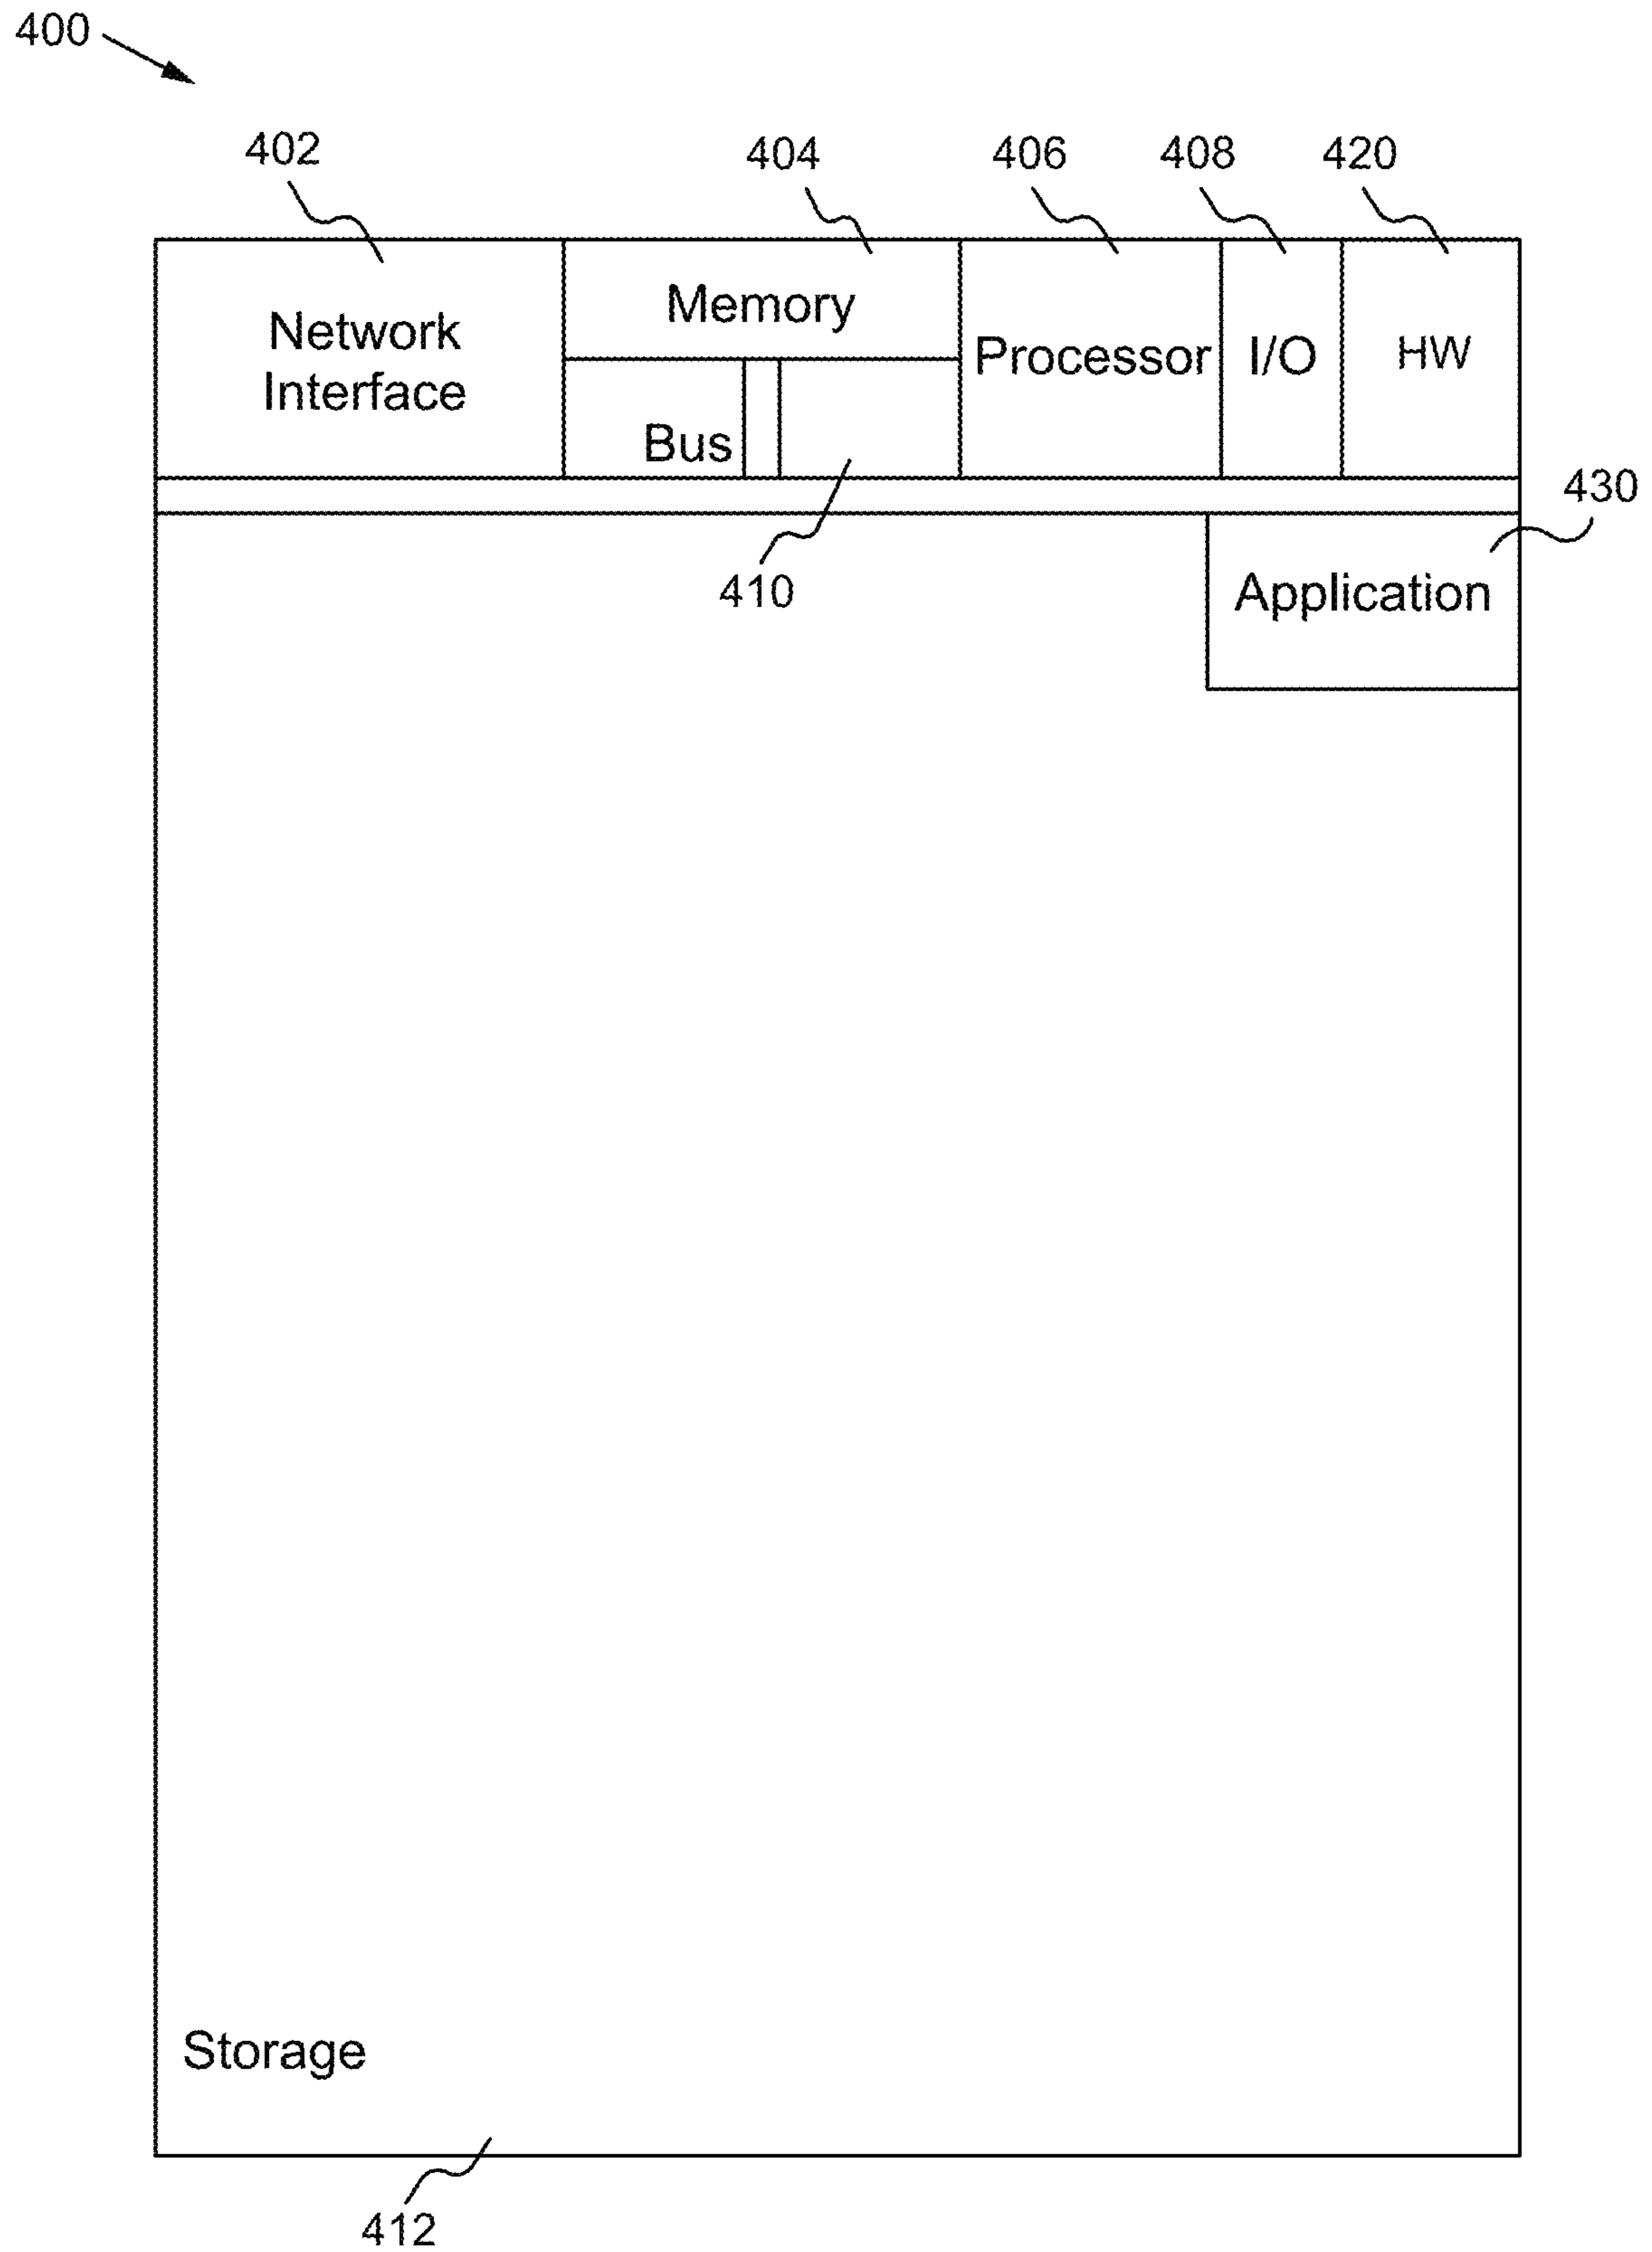 400
402
404
406
408
420
Network
Interface
Memory
Processor
I/O
HW
Bus
430
410
Application
Storage
412